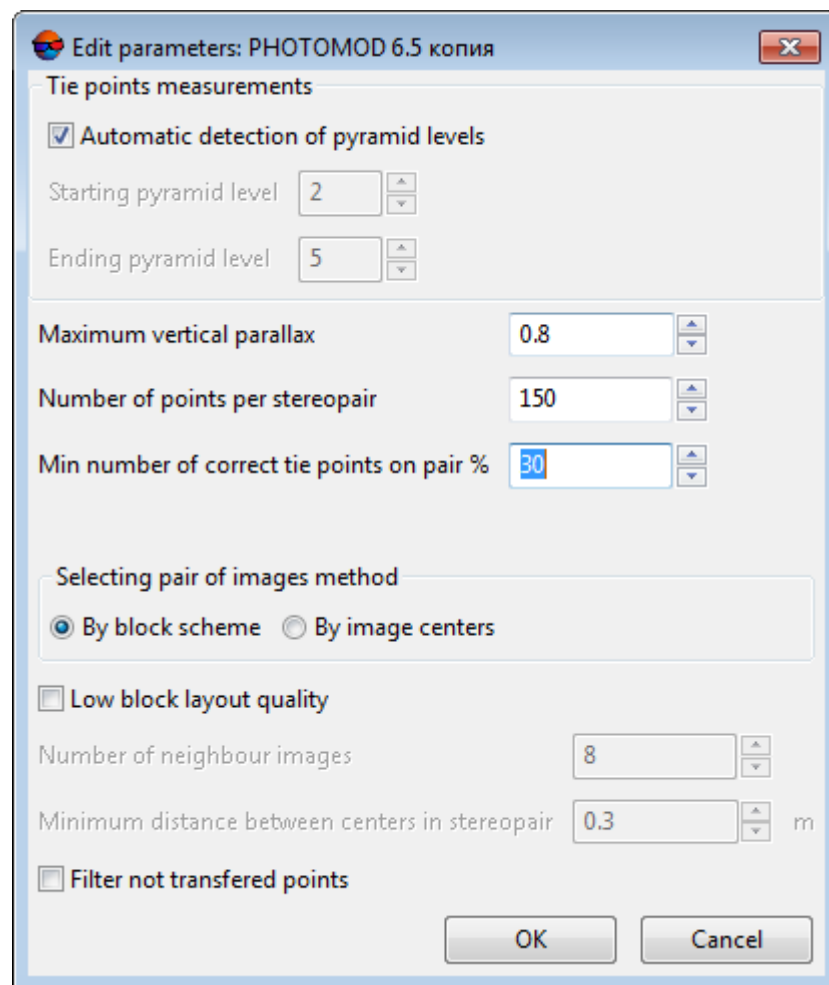 Edit parameters: PHOTOMOD 6.5 копия
Tie points measurements
Automatic detection of pyramid levels
Starting pyramid level 2
Ending pyramid level 5
Maximum vertical parallax 0.8
Number of points per stereopair 150
Min number of correct tie points on pair % 30
Selecting pair of images method
By block scheme By image centers
Low block layout quality
Number of neighbour images 8
Minimum distance between centers in stereopair 0.3 m
Filter not transfered points
OK Cancel